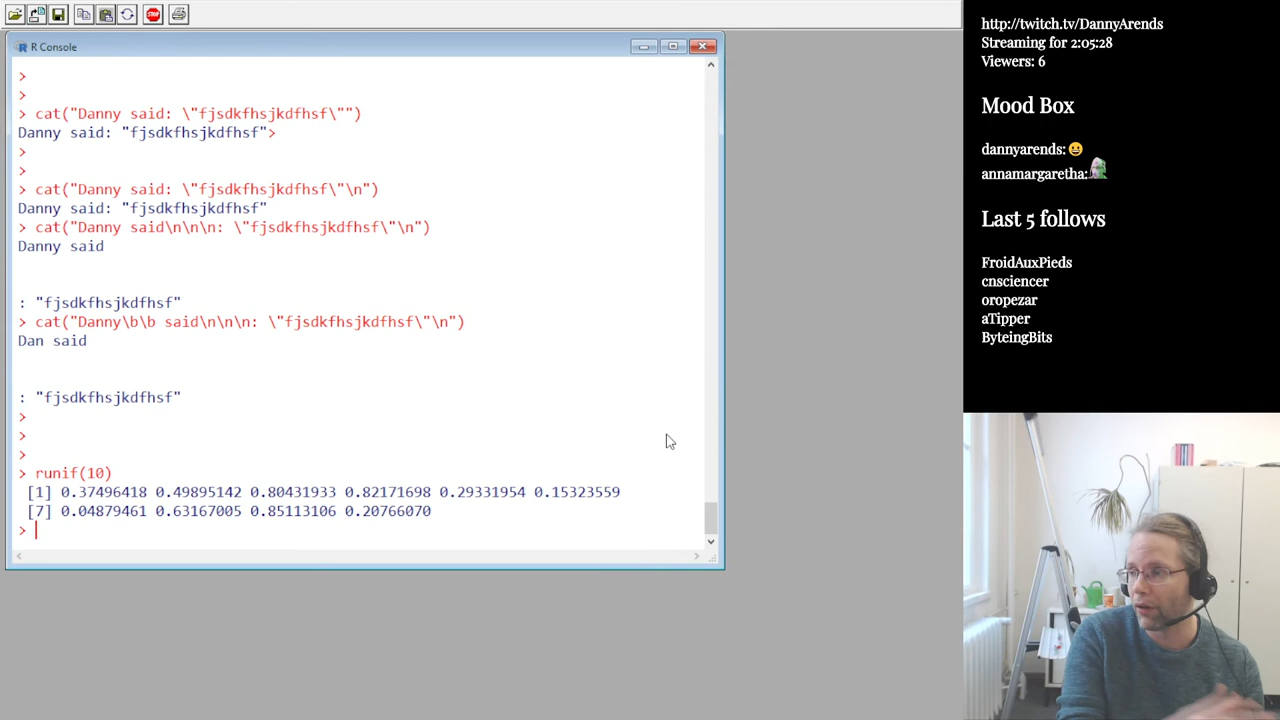 R Console
>
>
> cat("Danny said: \"fjsdkfhsjkdfhsf\"")
Danny said: "fjsdkfhsjkdfhsf">
>
>
> cat("Danny said: \"fjsdkfhsjkdfhsf\"\n")
Danny said: "fjsdkfhsjkdfhsf"
> cat("Danny said\n\n\n: \"fjsdkfhsjkdfhsf\"\n")
Danny said
: "fjsdkfhsjkdfhsf"
> cat("Danny\b\b said\n\n\n: \"fjsdkfhsjkdfhsf\"\n")
Dan said
: "fjsdkfhsjkdfhsf"
>
>
>
> runif(10)
[1] 0.37496418 0.49895142 0.80431933 0.82171698 0.29331954 0.15323559
[7] 0.04879461 0.63167005 0.85113106 0.20766070
>
http://twitch.tv/DannyArends
Streaming for 2:05:28
Viewers: 6
Mood Box
dannyarends:
annamargaretha:
Last 5 follows
FroidAuxPieds
cnsciencer
oropezar
aTipper
ByteingBits
STOP